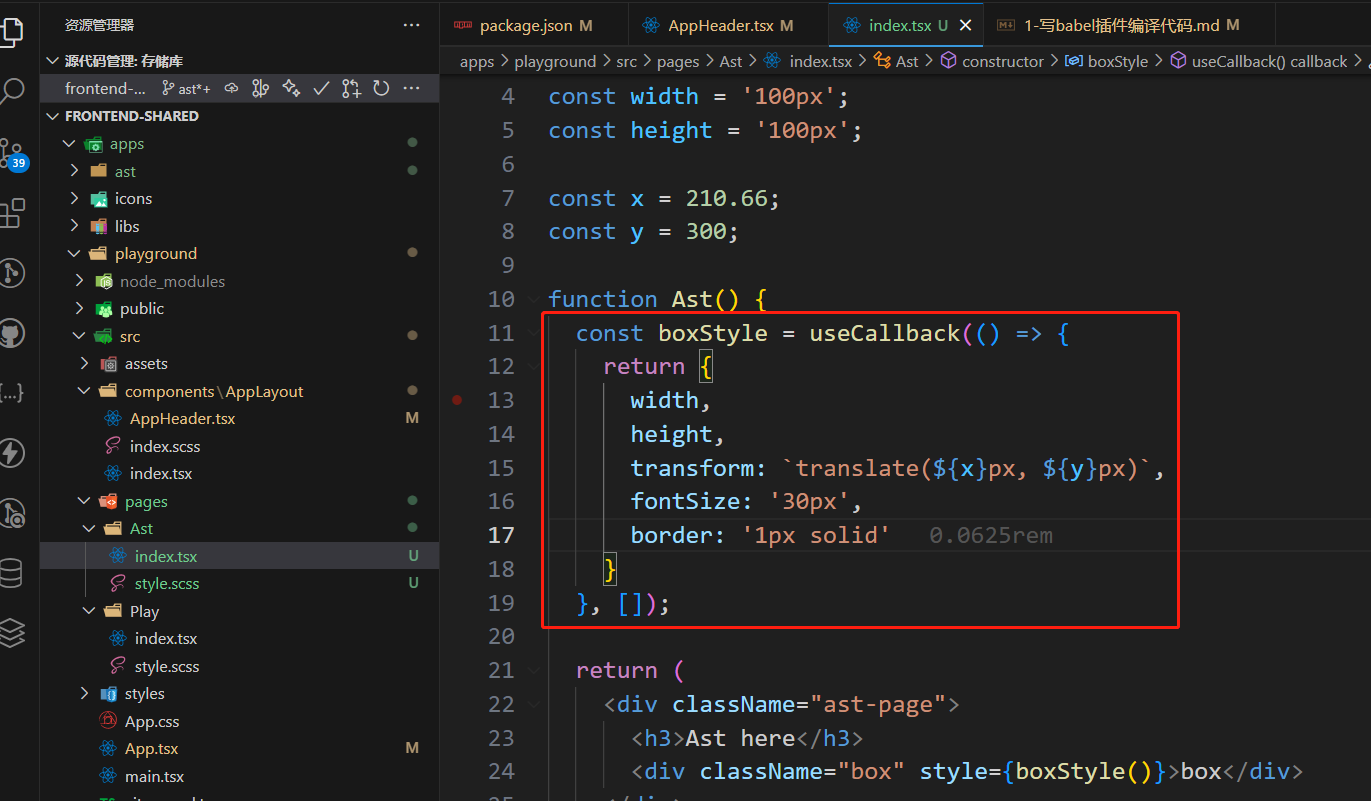 资源管理器
源代码管理: 存储库
frontend-... ast*+
39
FRONTEND-SHARED
apps
ast
icons
libs
playground
node_modules
public
src
assets
components\AppLayout
AppHeader.tsx M
index.scss
index.tsx
pages
Ast
index.tsx U
style.scss U
Play
index.tsx
style.scss
styles
App.css
App.tsx M
main.tsx
package.json M
AppHeader.tsx M
index.tsx U
1-写babel插件编译代码.md M
apps > playground > src > pages > Ast > index.tsx > Ast > constructor > boxStyle > useCallback() callback >
4 const width = '100px';
5 const height = '100px';
6
7 const x = 210.66;
8 const y = 300;
9
10 function Ast() {
11 const boxStyle = useCallback(() => {
12 return {
13 width,
14 height,
15 transform: `translate(${x}px, ${y}px)`,
16 fontSize: '30px',
17 border: '1px solid' 0.0625rem
18 }
19 }, []);
20
21 return (
22 <div className="ast-page">
23 <h3>Ast here</h3>
24 <div className="box" style={boxStyle()}>box</div>